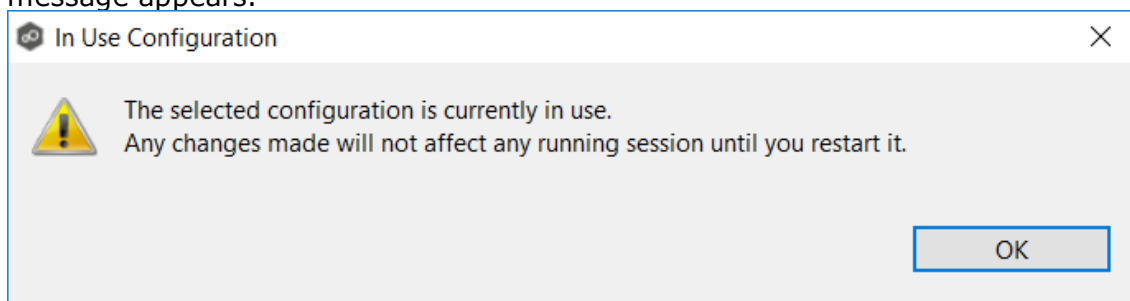 message appears:
In Use Configuration
The selected configuration is currently in use.
Any changes made will not affect any running session until you restart it.
OK